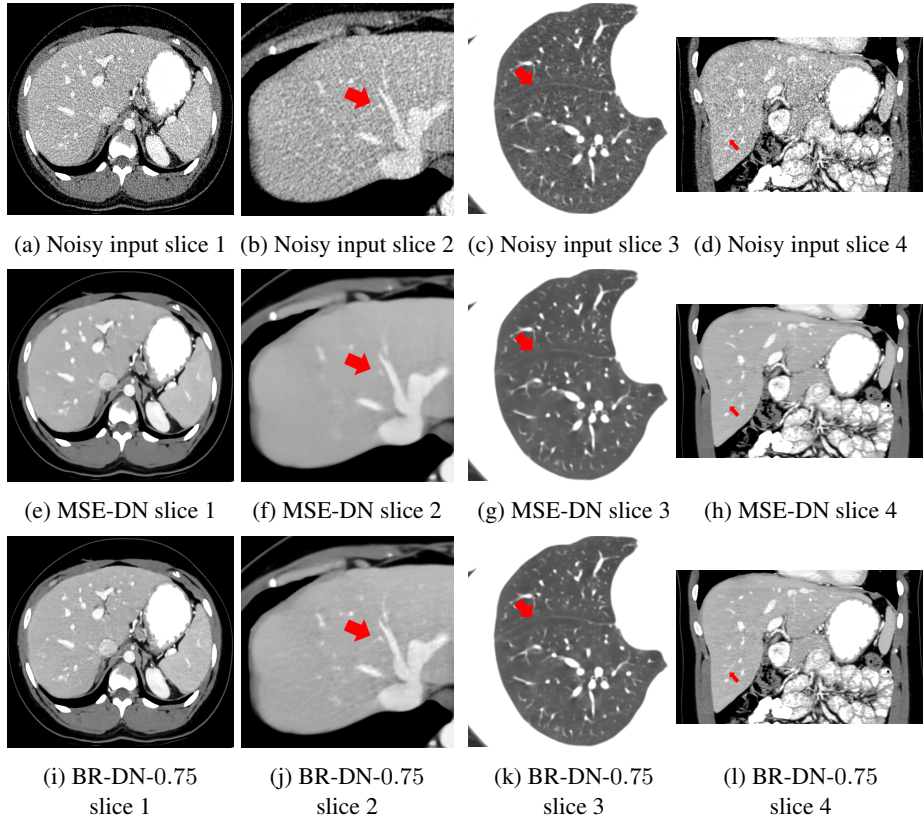 (a) Noisy input slice 1
(b) Noisy input slice 2
(c) Noisy input slice 3
(d) Noisy input slice 4
(e) MSE-DN slice 1
(f) MSE-DN slice 2
(g) MSE-DN slice 3
(h) MSE-DN slice 4
(i) BR-DN-0.75
slice 1
(j) BR-DN-0.75
slice 2
(k) BR-DN-0.75
slice 3
(l) BR-DN-0.75
slice 4